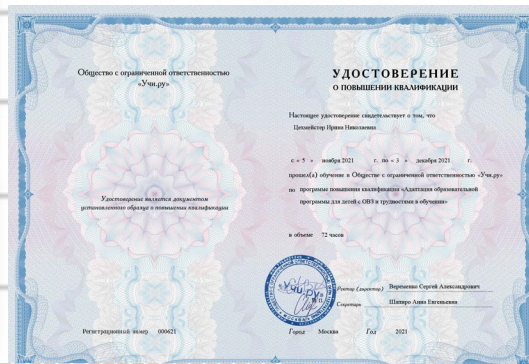 Общество с ограниченной ответственностью
«Учи.ру»
Удостоверение является документом
установленного образца о повышении квалификации
Регистрационный номер 000621
УДОСТОВЕРЕНИЕ
О ПОВЫШЕНИИ КВАЛИФИКАЦИИ
Настоящее удостоверение свидетельствует о том, что
Цехмейстер Ирина Николаевна
с « 5 » ноября 2021 г. по « 3 » декабря 2021 г.
прошел(а) обучение в Обществе с ограниченной ответственностью «Учи.ру»
по программе повышения квалификации «Адаптация образовательной
программы для детей с ОВЗ и трудностями в обучении»
в объеме 72 часов
«Учи.ру»
М.П.
Ректор (директор) Веременко Сергей Александрович
Секретарь Шапиро Анна Евгеньевна
Город Москва Год 2021